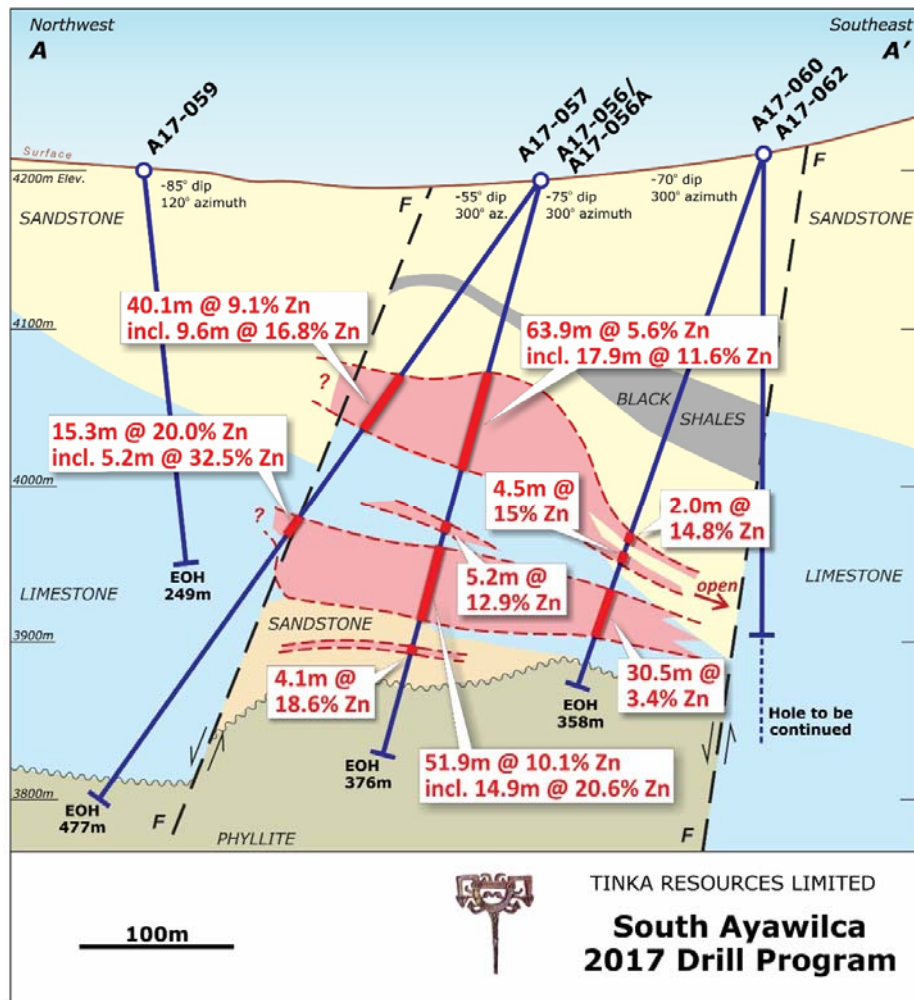 Northwest
A
Southeast
A'
A17-059
A17-057
A17-056/
A17-056A
A17-060
A17-062
Surface
4200m Elev.
-85° dip
120° azimuth
F
-55° dip
300° az.
-75°
300° azimuth
-70° dip
300° azimuth
F
SANDSTONE
SANDSTONE
40.1m @ 9.1% Zn
incl. 9.6m @ 16.8% Zn
63.9m @ 5.6% Zn
incl. 17.9m @ 11.6% Zn
4100m
?
BLACK
SHALES
15.3m @ 20.0% Zn
incl. 5.2m @ 32.5% Zn
4000m
4.5m @
15% Zn
2.0m @
14.8% Zn
?
EOH
249m
5.2m @
12.9% Zn
open
LIMESTONE
LIMESTONE
SANDSTONE
3900m
4.1m @
18.6% Zn
30.5m @
3.4% Zn
EOH
358m
Hole to be
continued
EOH
376m
51.9m @ 10.1% Zn
incl. 14.9m @ 20.6% Zn
3800m
EOH
477m
F
PHYLLITE
F
100m
TINKA RESOURCES LIMITED
South Ayawilca
2017 Drill Program